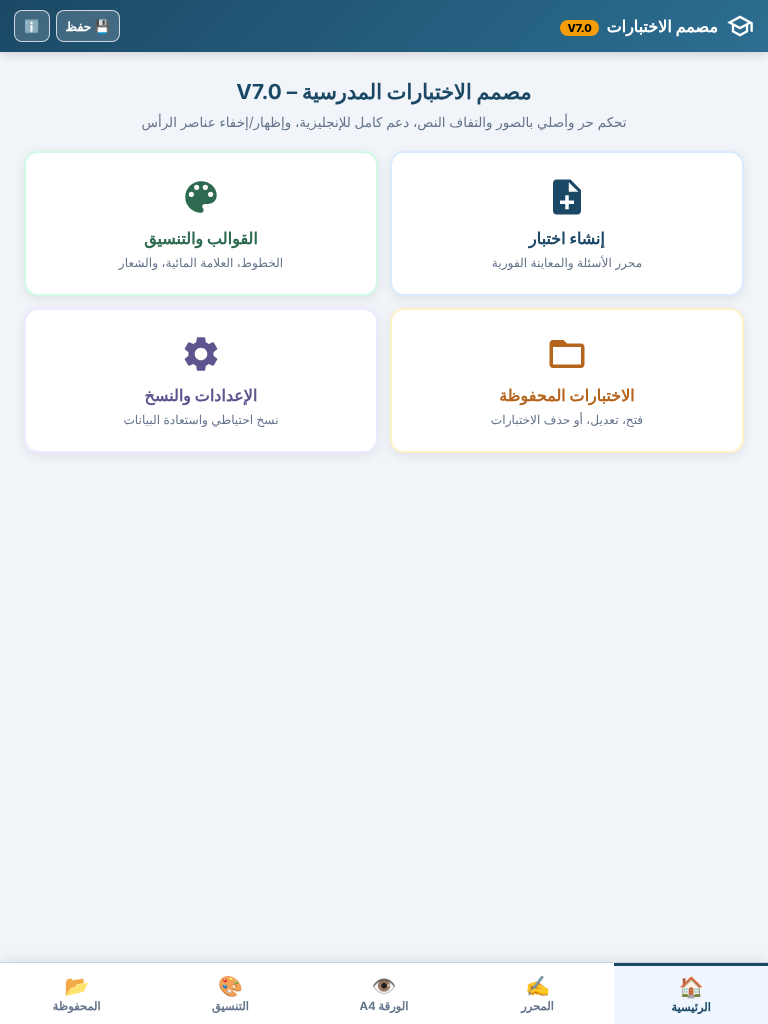 مصمم الاختبارات V7.0
💾 حفظ
ℹ️
مصمم الاختبارات المدرسية – V7.0
تحكم حر وأصلي بالصور والتفاف النص، دعم كامل للإنجليزية، وإظهار/إخفاء عناصر الرأس
إنشاء اختبار
محرر الأسئلة والمعاينة الفورية
القوالب والتنسيق
الخطوط، العلامة المائية، والشعار
الاختبارات المحفوظة
فتح، تعديل، أو حذف الاختبارات
الإعدادات والنسخ
نسخ احتياطي واستعادة البيانات
الرئيسية
المحرر
الورقة A4
التنسيق
المحفوظة